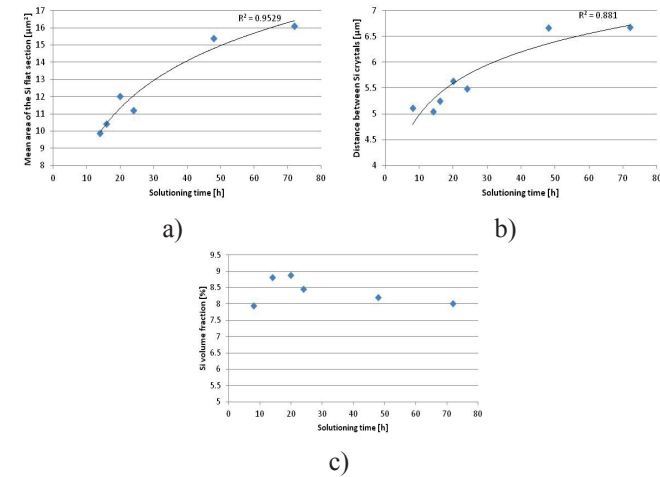 Mean area of the Si flat section [µm²]
17
16
15
14
13
12
11
10
9
8
R² = 0.9529
0 10 20 30 40 50 60 70 80
Solutioning time [h]
a)
Distance between Si crystals [µm]
7
6.5
6
5.5
5
4.5
4
R² = 0.881
0 10 20 30 40 50 60 70 80
Solutioning time [h]
b)
Si volume fraction [%]
9.5
9
8.5
8
7.5
7
6.5
6
5.5
5
0 10 20 30 40 50 60 70 80
Solutioning time [h]
c)